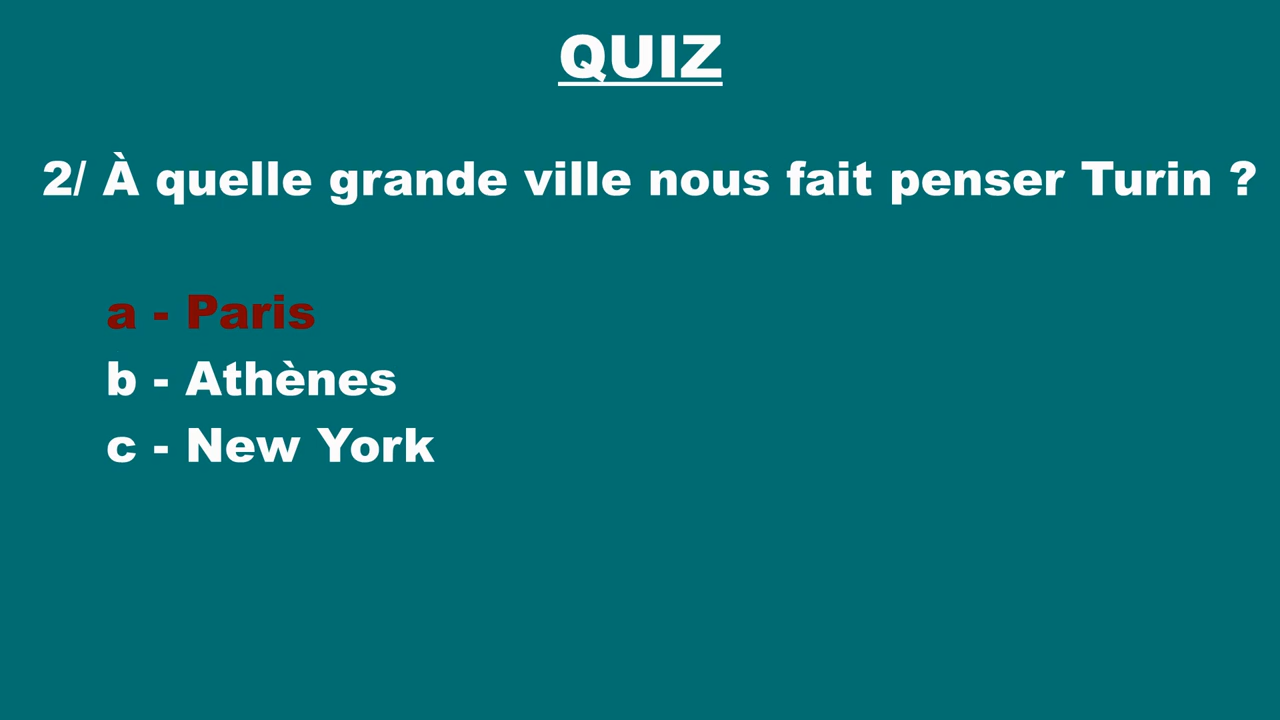 QUIZ
2/ À quelle grande ville nous fait penser Turin ?
a - Paris
b - Athènes
c - New York